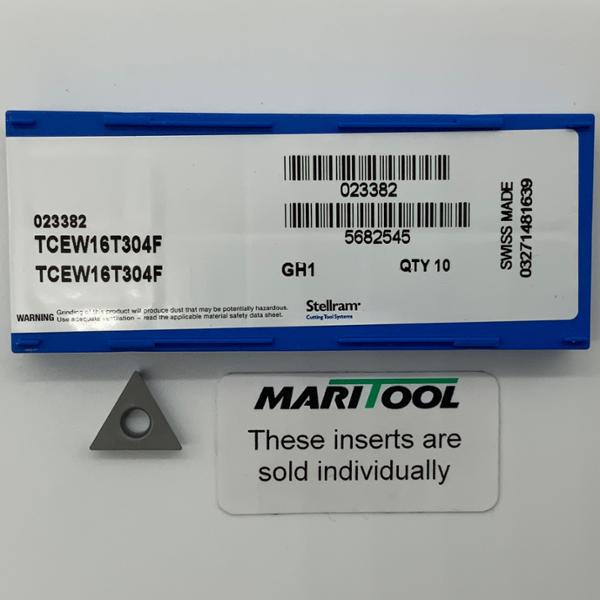 023382
TCEW16T304F
TCEW16T304F
WARNING Grinding of this product will produce dust that may be potentially hazardous.
Use adequate ventilation - read the applicable material safety data sheet.
023382
5682545
GH1 QTY 10
Stellram®
Cutting Tool Systems
SWISS MADE
03271481639
MARITOOL
These inserts are
sold individually